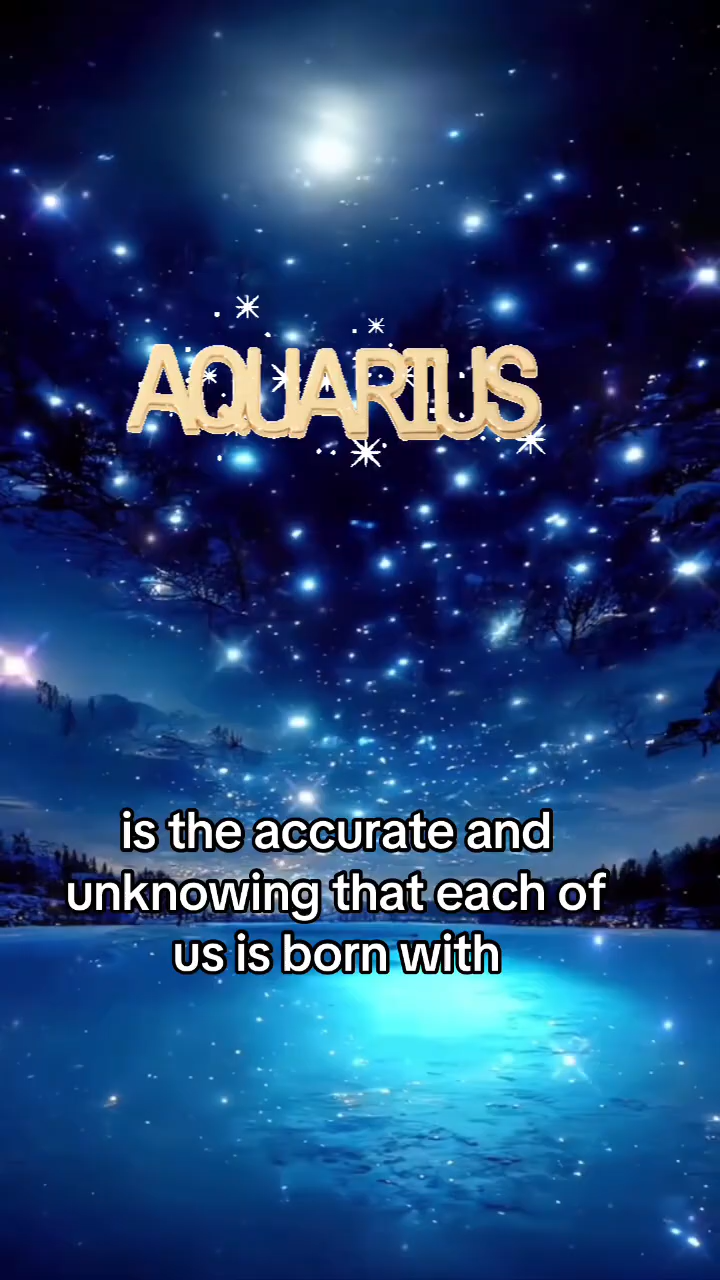 AQUARIUS
is the accurate and
unknowing that each of
us is born with